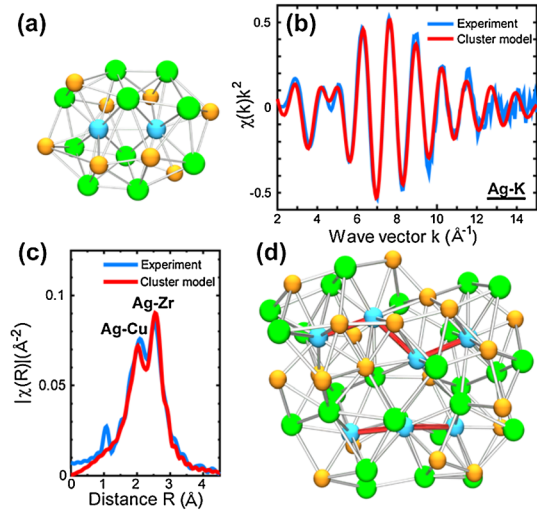 (a)
(b)
Experiment
Cluster model
0.5
0
-0.5
χ(k)k²
Ag-K
2 4 6 8 10 12 14
Wave vector k (Å⁻¹)
(c)
Experiment
Cluster model
Ag-Zr
Ag-Cu
0.1
0.05
0
|χ(R)|(Å⁻²)
0 1 2 3 4
Distance R (Å)
(d)